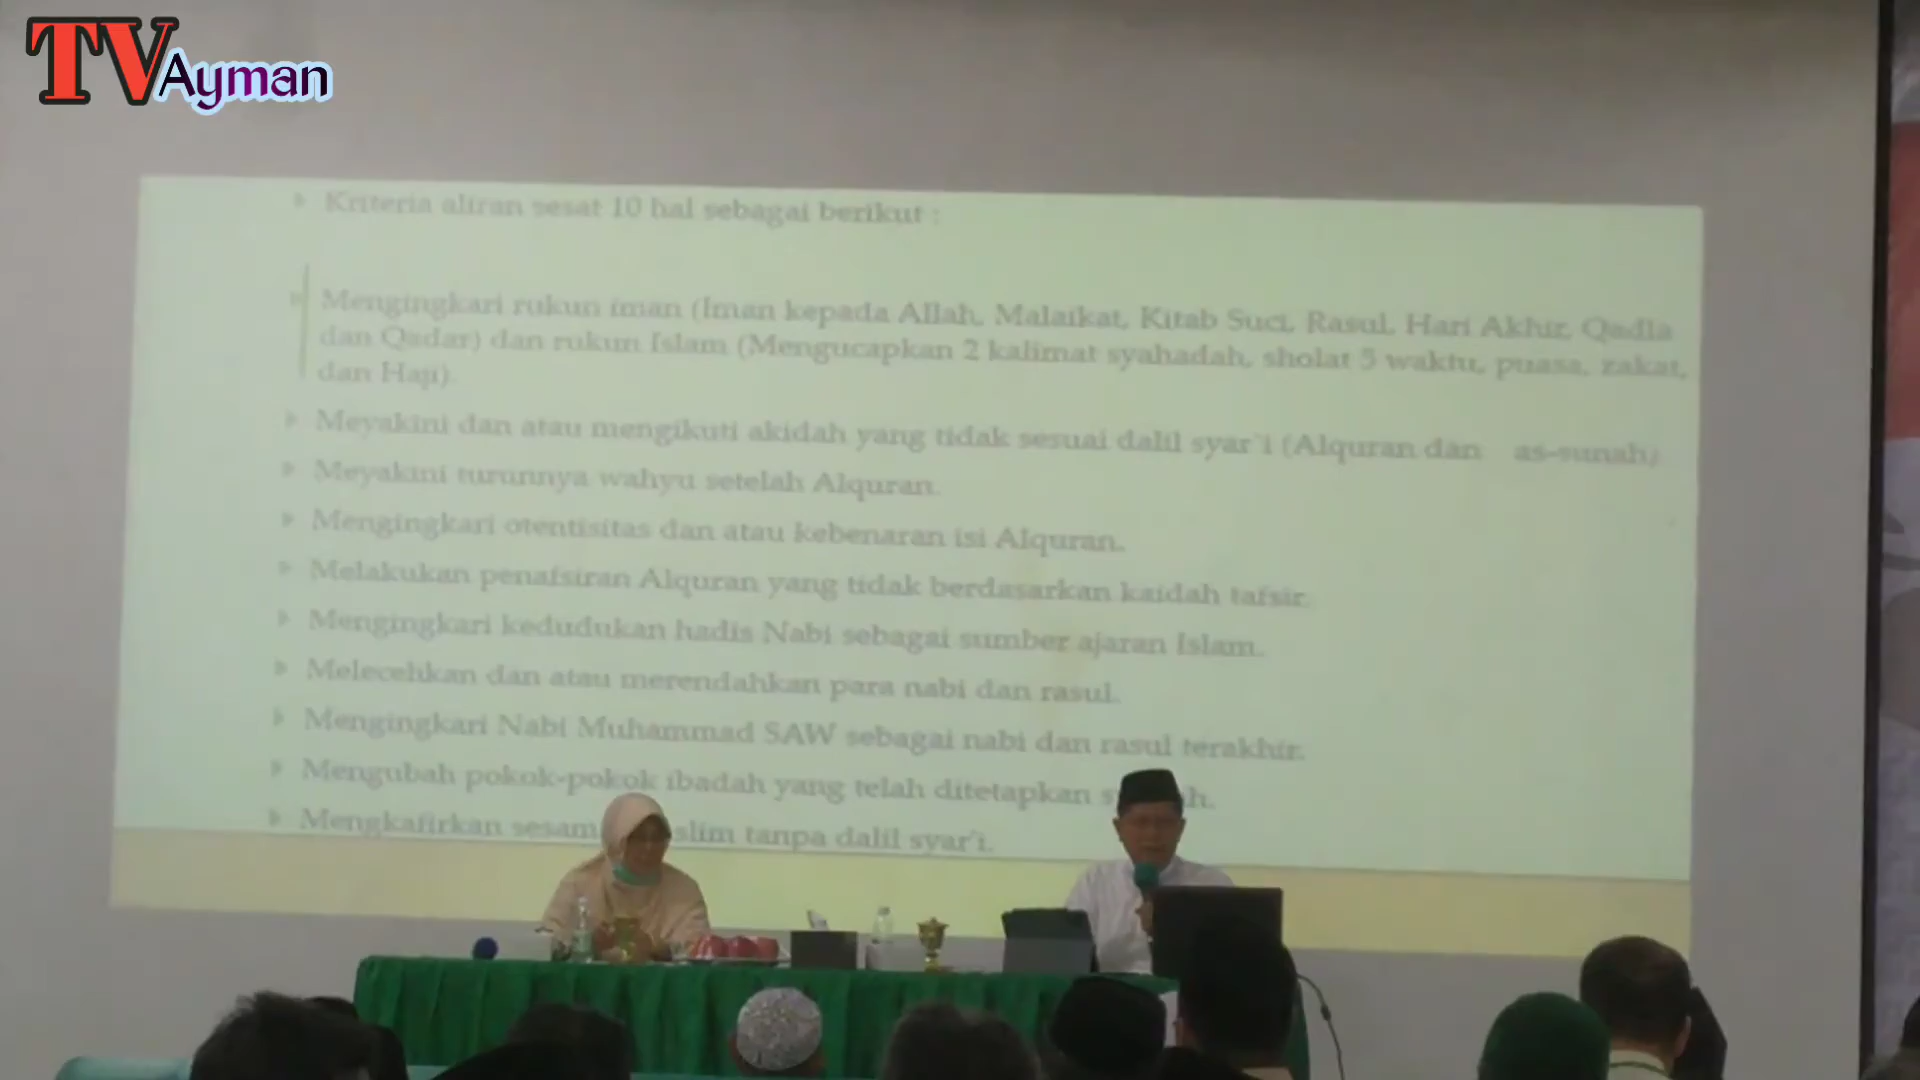 TV Ayman
Kriteria aliran sesat 10 hal sebagai berikut :
Mengingkari rukun iman (Iman kepada Allah, Malaikat, Kitab Suci, Rasul, Hari Akhir, Qadla
dan Qadar) dan rukun Islam (Mengucapkan 2 kalimat syahadah, sholat 5 waktu, puasa, zakat,
dan Haji).
Meyakini dan atau mengikuti akidah yang tidak sesuai dalil syar`i (Alquran dan as-sunah)
Meyakini turunnya wahyu setelah Alquran.
Mengingkari otentisitas dan atau kebenaran isi Alquran.
Melakukan penafsiran Alquran yang tidak berdasarkan kaidah tafsir.
Mengingkari kedudukan hadis Nabi sebagai sumber ajaran Islam.
Melecehkan dan atau merendahkan para nabi dan rasul.
Mengingkari Nabi Muhammad SAW sebagai nabi dan rasul terakhir.
Mengubah pokok-pokok ibadah yang telah ditetapkan
Mengkafirkan tanpa dalil syar'i.